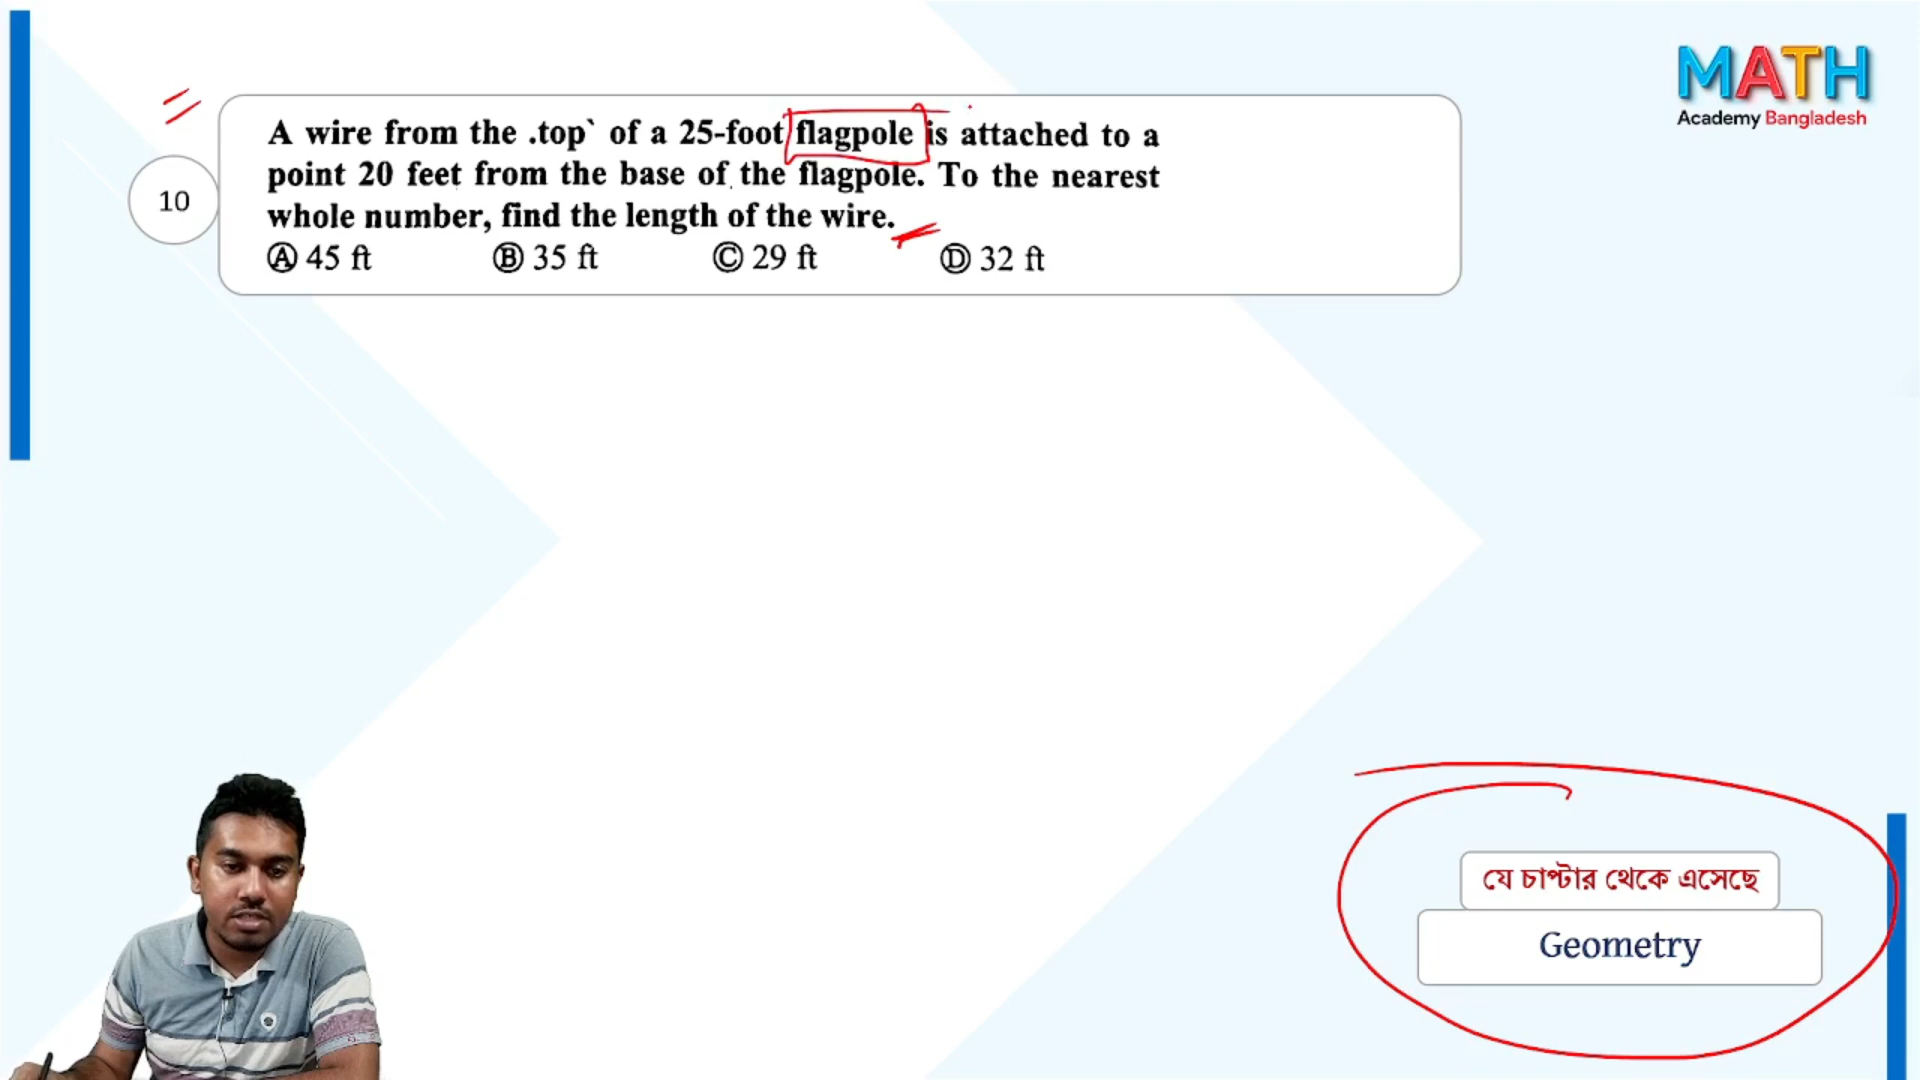 MATH
Academy Bangladesh
10
A wire from the .top` of a 25-foot flagpole is attached to a
point 20 feet from the base of the flagpole. To the nearest
whole number, find the length of the wire.
Ⓐ 45 ft Ⓑ 35 ft Ⓒ 29 ft Ⓓ 32 ft
যে চাপ্টার থেকে এসেছে
Geometry